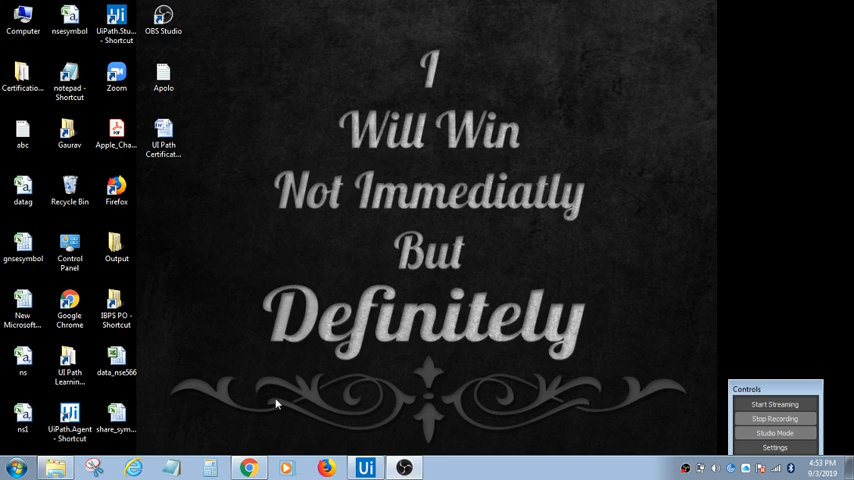 Computer
nsesymbol
UiPath.Stu...
- Shortcut
OBS Studio
Certificatio...
notepad -
Shortcut
Zoom
Apolo
abc
Gaurav
Apple_Cha...
UI Path
Certificat...
datag
Recycle Bin
Firefox
gnsesymbol
Control
Panel
Output
New
Microsoft...
Google
Chrome
IBPS PO -
Shortcut
ns
UI Path
Learnin...
data_nse566
ns1
UiPath.Agent
- Shortcut
share_sym...
I
Will Win
Not Immediatly
But
Definitely
Controls
Start Streaming
Stop Recording
Studio Mode
Settings
Ui
4:53 PM
9/3/2019